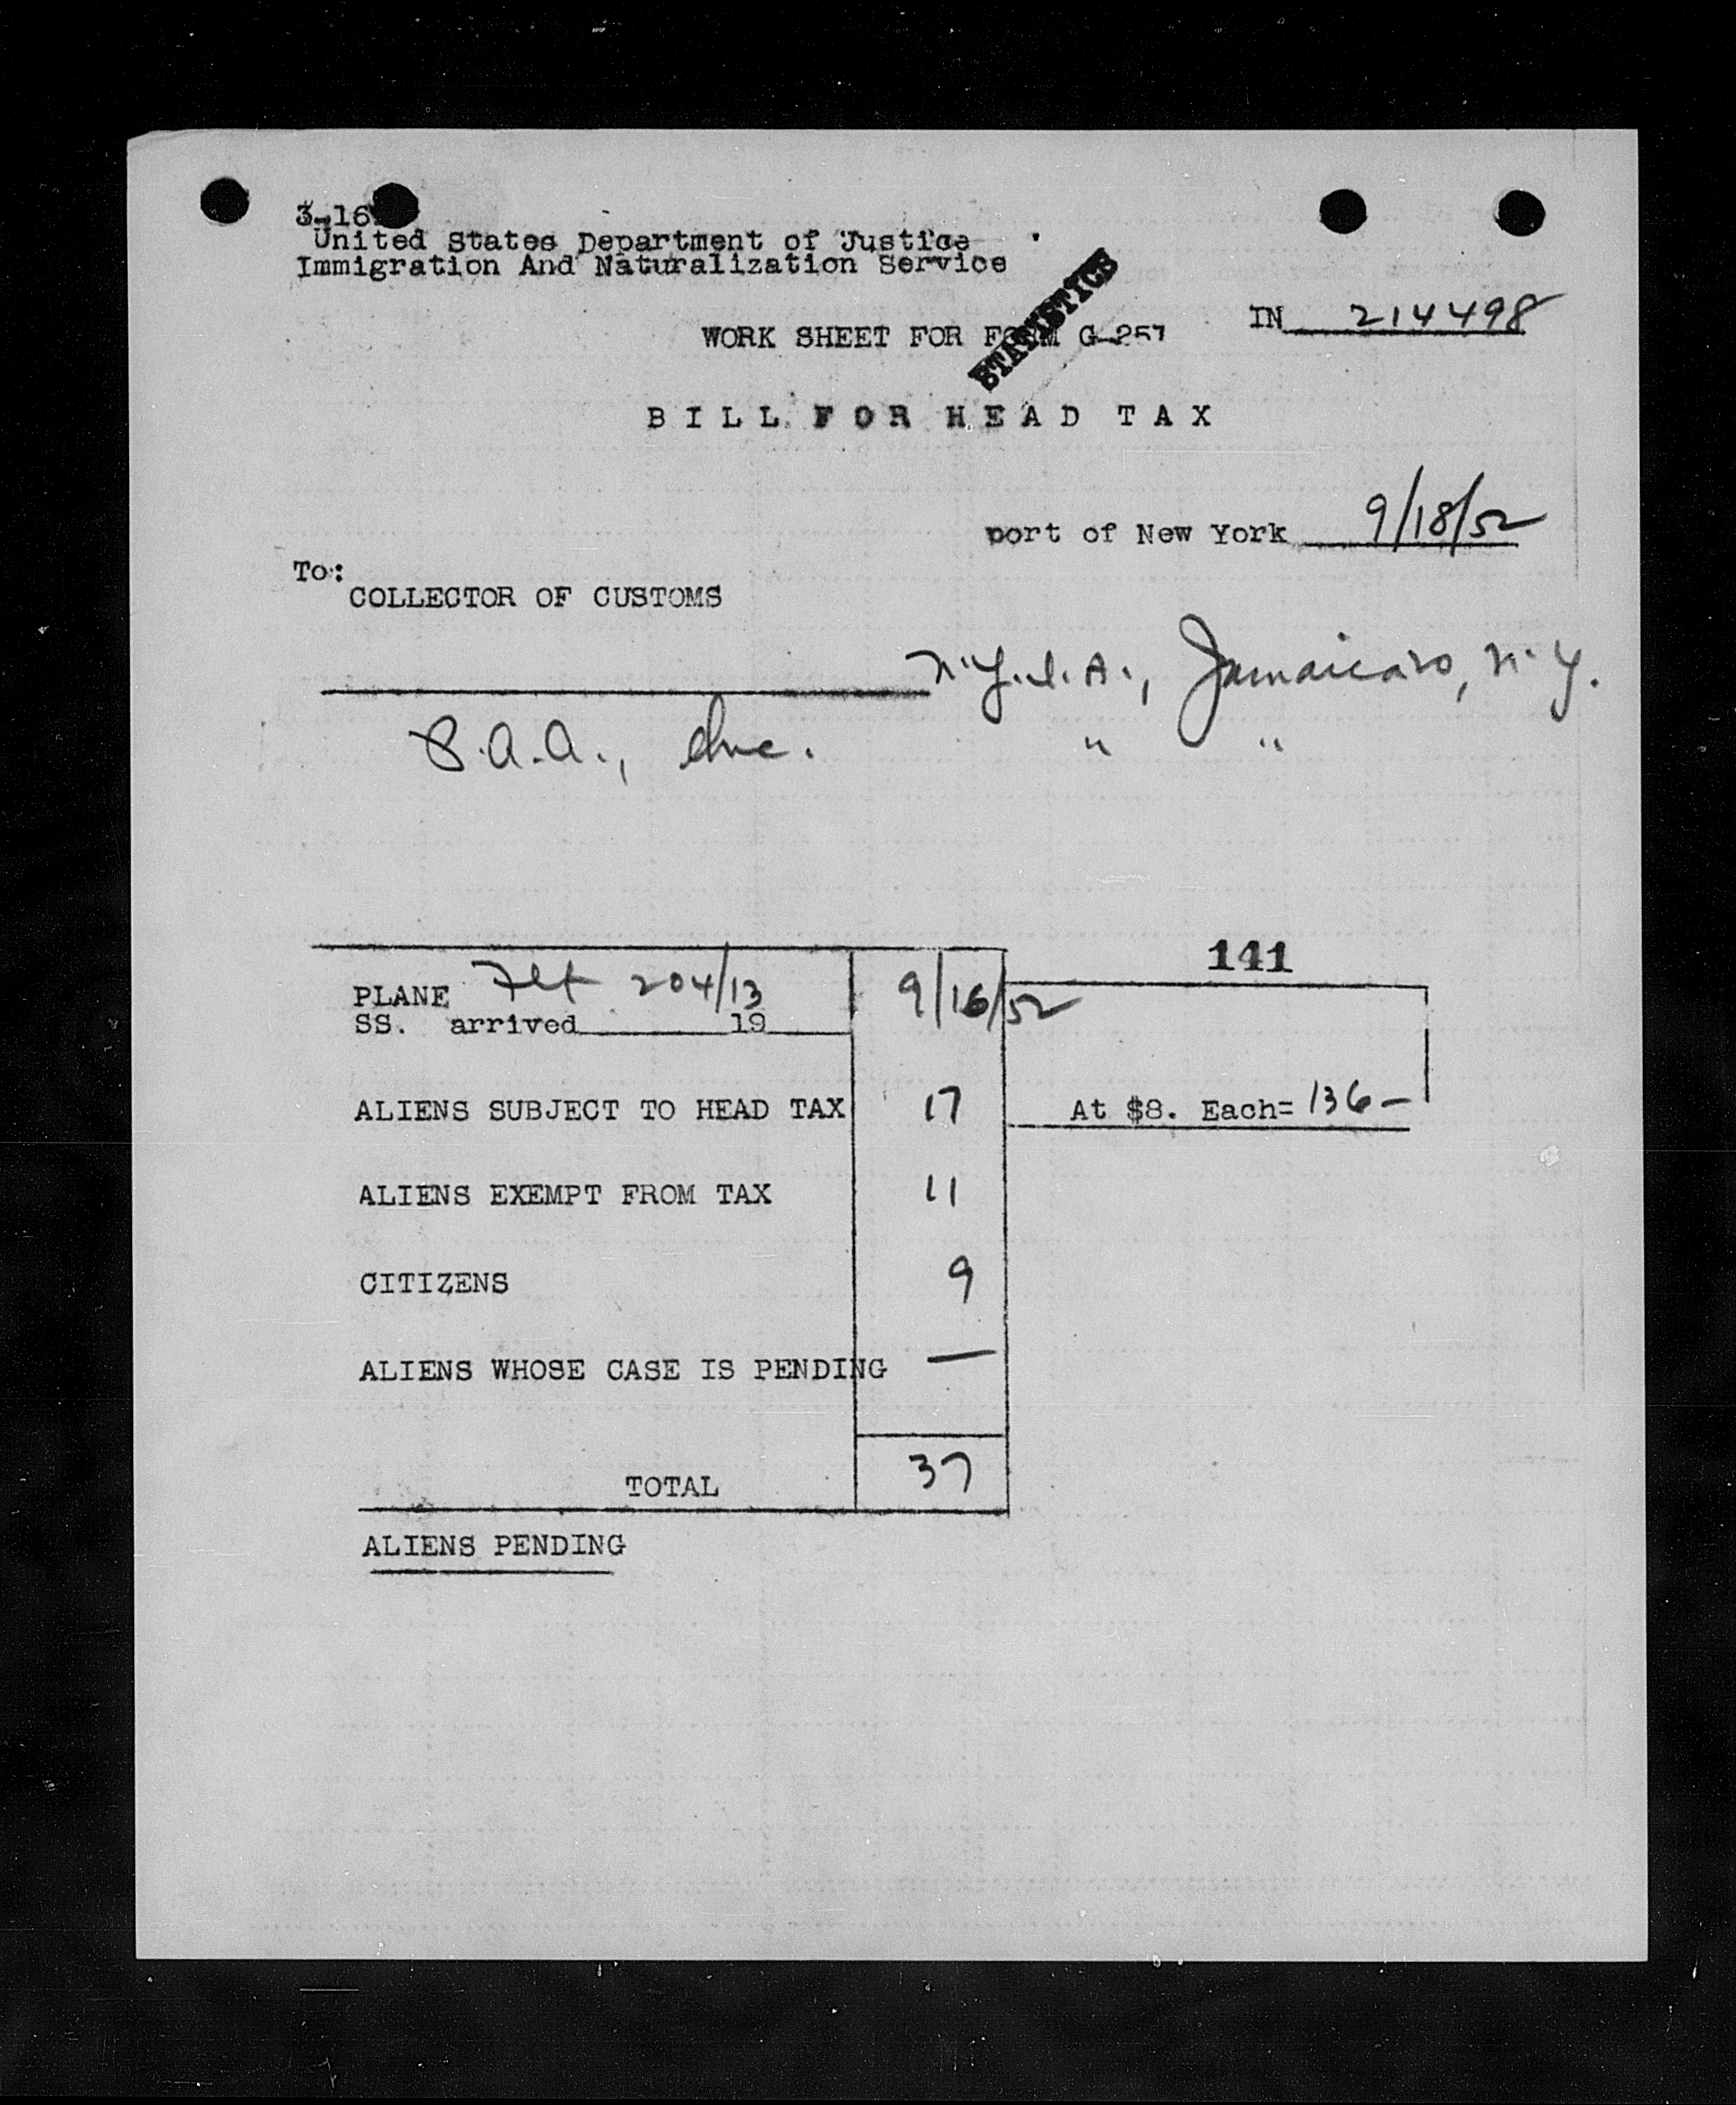 3-16
United States Department of Justice
Immigration And Naturalization Service
STATISTICS
IN 214498
WORK SHEET FOR FORM G-257
BILL FOR HEAD TAX
port of New York 9/18/52
To:
COLLECTOR OF CUSTOMS
N.Y.I.A., Jamaica, N.Y.
P.A.A., Inc. " "
141
PLANE Flt 204/13 9/16/52
SS. arrived 19
ALIENS SUBJECT TO HEAD TAX 17 At $8. Each= 136-
ALIENS EXEMPT FROM TAX 11
CITIZENS 9
ALIENS WHOSE CASE IS PENDING —
TOTAL 37
ALIENS PENDING